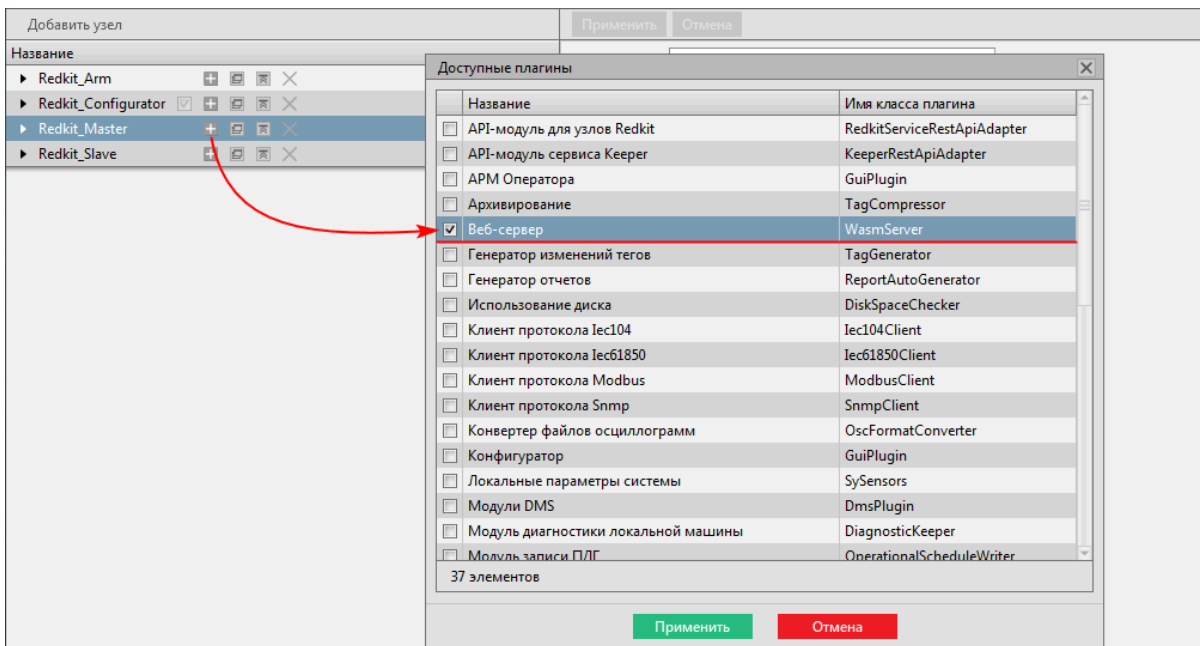 Добавить узел
Применить Отмена
Название
Redkit_Arm
Redkit_Configurator
Redkit_Master
Redkit_Slave
Доступные плагины
Название Имя класса плагина
API-модуль для узлов Redkit RedkitServiceRestApiAdapter
API-модуль сервиса Keeper KeeperRestApiAdapter
АРМ Оператора GuiPlugin
Архивирование TagCompressor
Веб-сервер WasmServer
Генератор изменений тегов TagGenerator
Генератор отчетов ReportAutoGenerator
Использование диска DiskSpaceChecker
Клиент протокола Iec104 Iec104Client
Клиент протокола Iec61850 Iec61850Client
Клиент протокола Modbus ModbusClient
Клиент протокола Snmp SnmpClient
Конвертер файлов осциллограмм OscFormatConverter
Конфигуратор GuiPlugin
Локальные параметры системы SySensors
Модули DMS DmsPlugin
Модуль диагностики локальной машины DiagnosticKeeper
Модуль записи ПДГ OperationalScheduleWriter
37 элементов
Применить Отмена